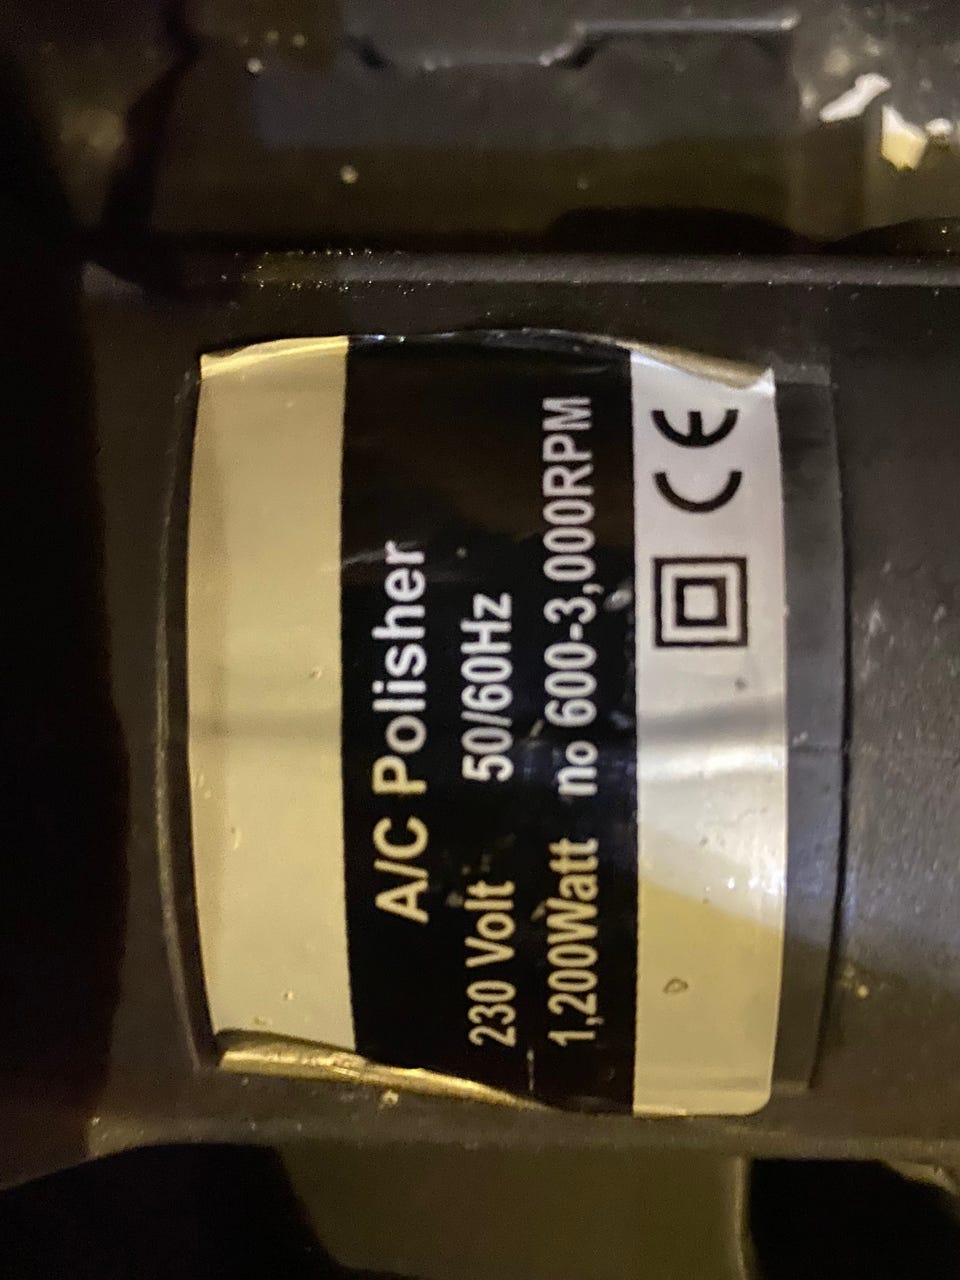 A/C Polisher
230 Volt 50/60Hz
1,200Watt no 600-3,000RPM
CE